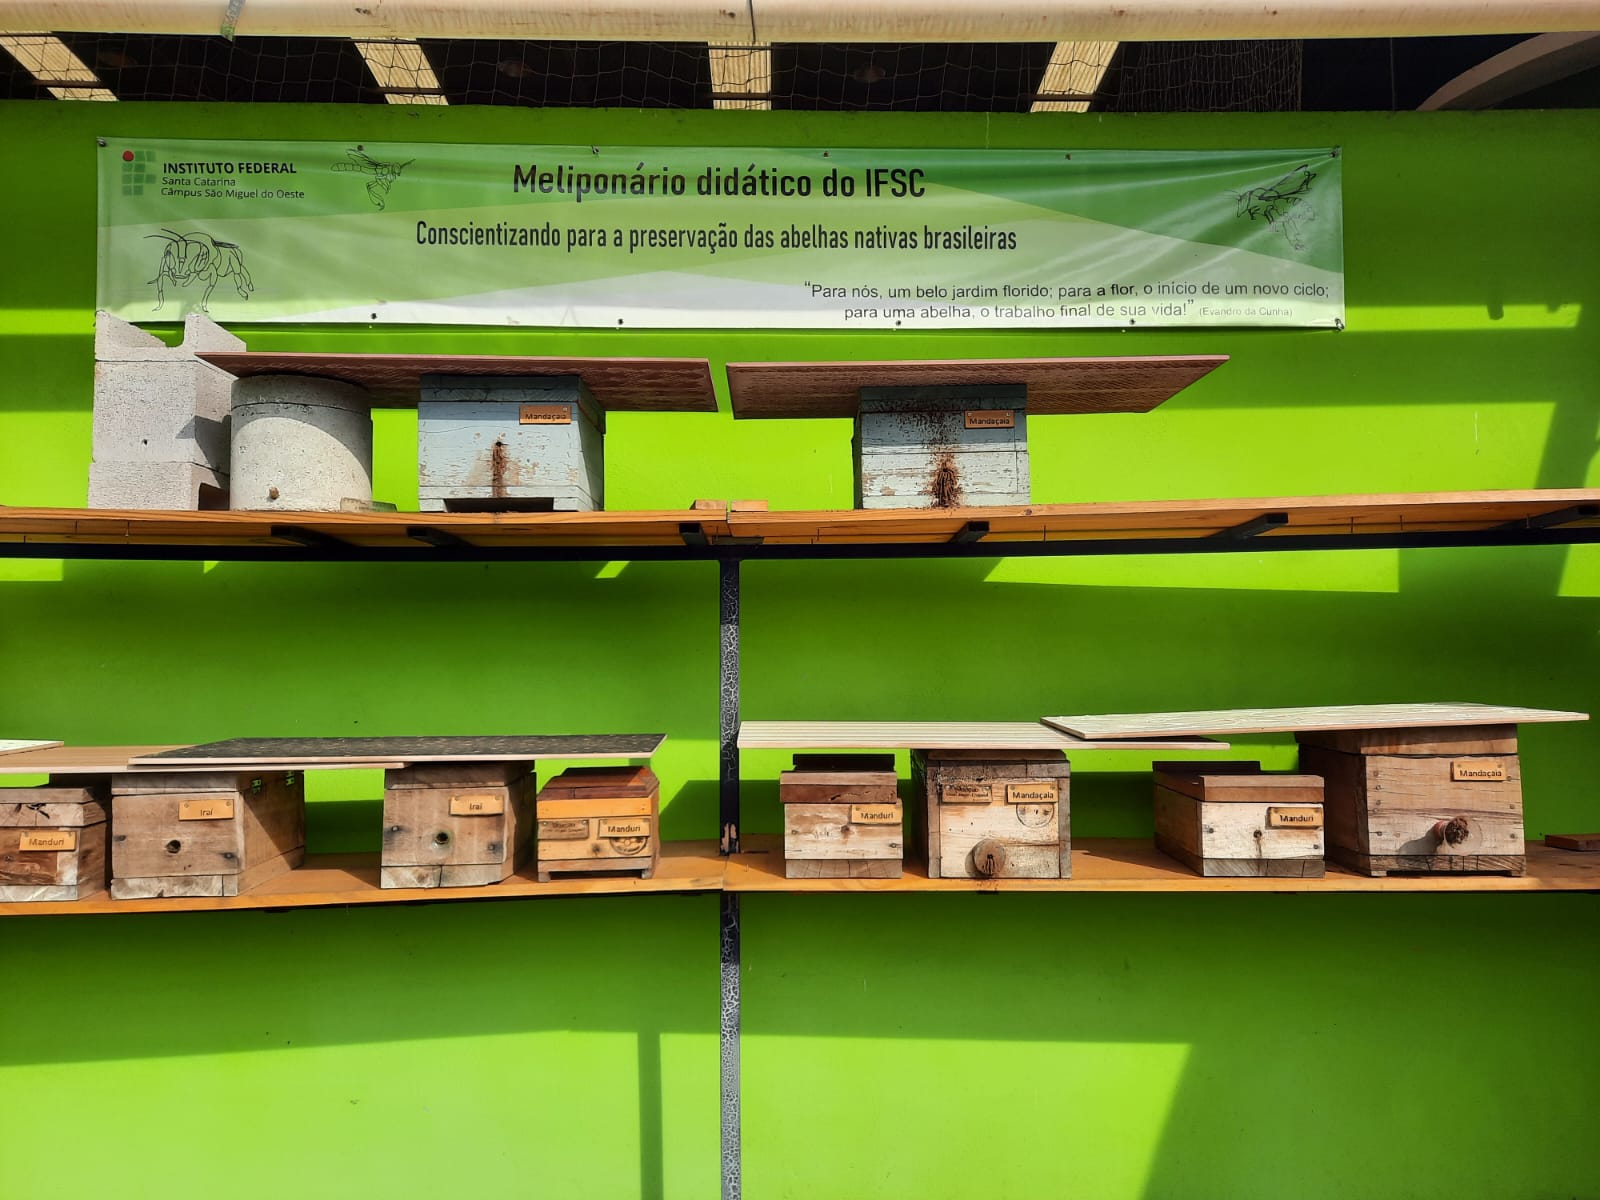 INSTITUTO FEDERAL
Santa Catarina
Câmpus São Miguel do Oeste
Meliponário didático do IFSC
Conscientizando para a preservação das abelhas nativas brasileiras
“Para nós, um belo jardim florido; para a flor, o início de um novo ciclo;
para uma abelha, o trabalho final de sua vida!” (Evandro da Cunha)
Mandaçaia
Mandaçaia
Manduri
Iraí
Iraí
Manduri
Manduri
Mandaçaia
Manduri
Mandaçaia